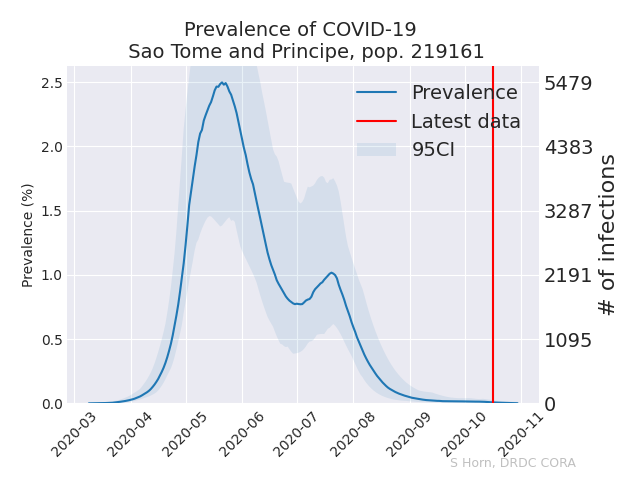 Prevalence of COVID-19
Sao Tome and Principe, pop. 219161
Prevalence
Latest data
95CI
2.5
2.0
1.5
1.0
0.5
0.0
Prevalence (%)
5479
4383
3287
2191
1095
0
# of infections
2020-03
2020-04
2020-05
2020-06
2020-07
2020-08
2020-09
2020-10
2020-11
S Horn, DRDC CORA